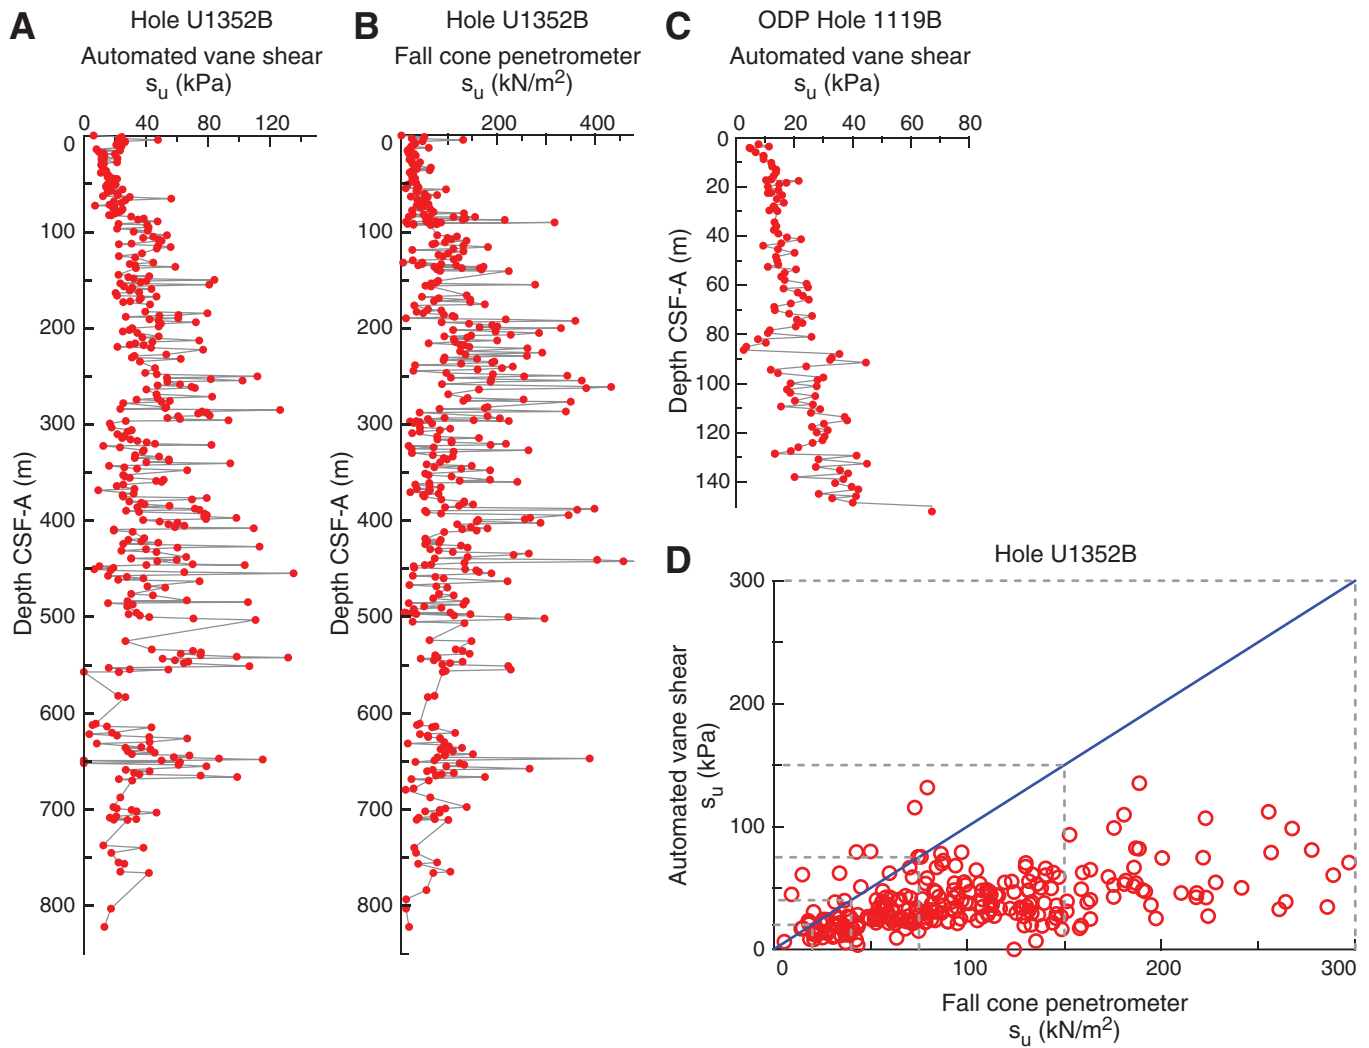 A
Hole U1352B
Automated vane shear
su (kPa)
0 40 80 120
0
100
200
300
400
500
600
700
800
Depth CSF-A (m)
B
Hole U1352B
Fall cone penetrometer
su (kN/m2)
200 400
0
100
200
300
400
500
600
700
800
Depth CSF-A (m)
C
ODP Hole 1119B
Automated vane shear
su (kPa)
0 20 40 60 80
0
20
40
60
80
100
120
140
Depth CSF-A (m)
D
Hole U1352B
300
200
100
0
Automated vane shear
su (kPa)
0 100 200 300
Fall cone penetrometer
su (kN/m2)